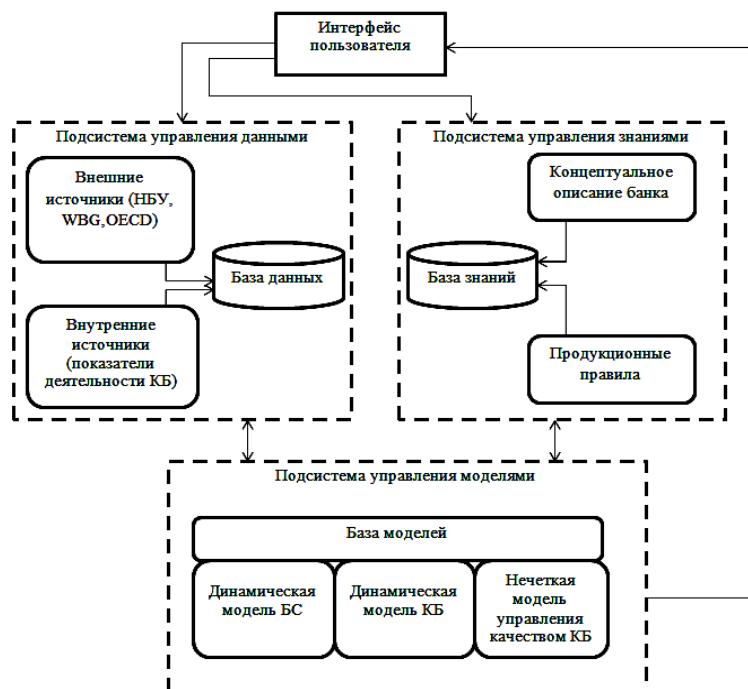 Интерфейс
пользователя
Подсистема управления данными
Внешние
источники (НБУ,
WBG,OECD)
База данных
Внутренние
источники
(показатели
деятельности КБ)
Подсистема управления знаниями
Концептуальное
описание банка
База знаний
Продукционные
правила
Подсистема управления моделями
База моделей
Динамическая
модель БС
Динамическая
модель КБ
Нечеткая
модель
управления
качеством КБ